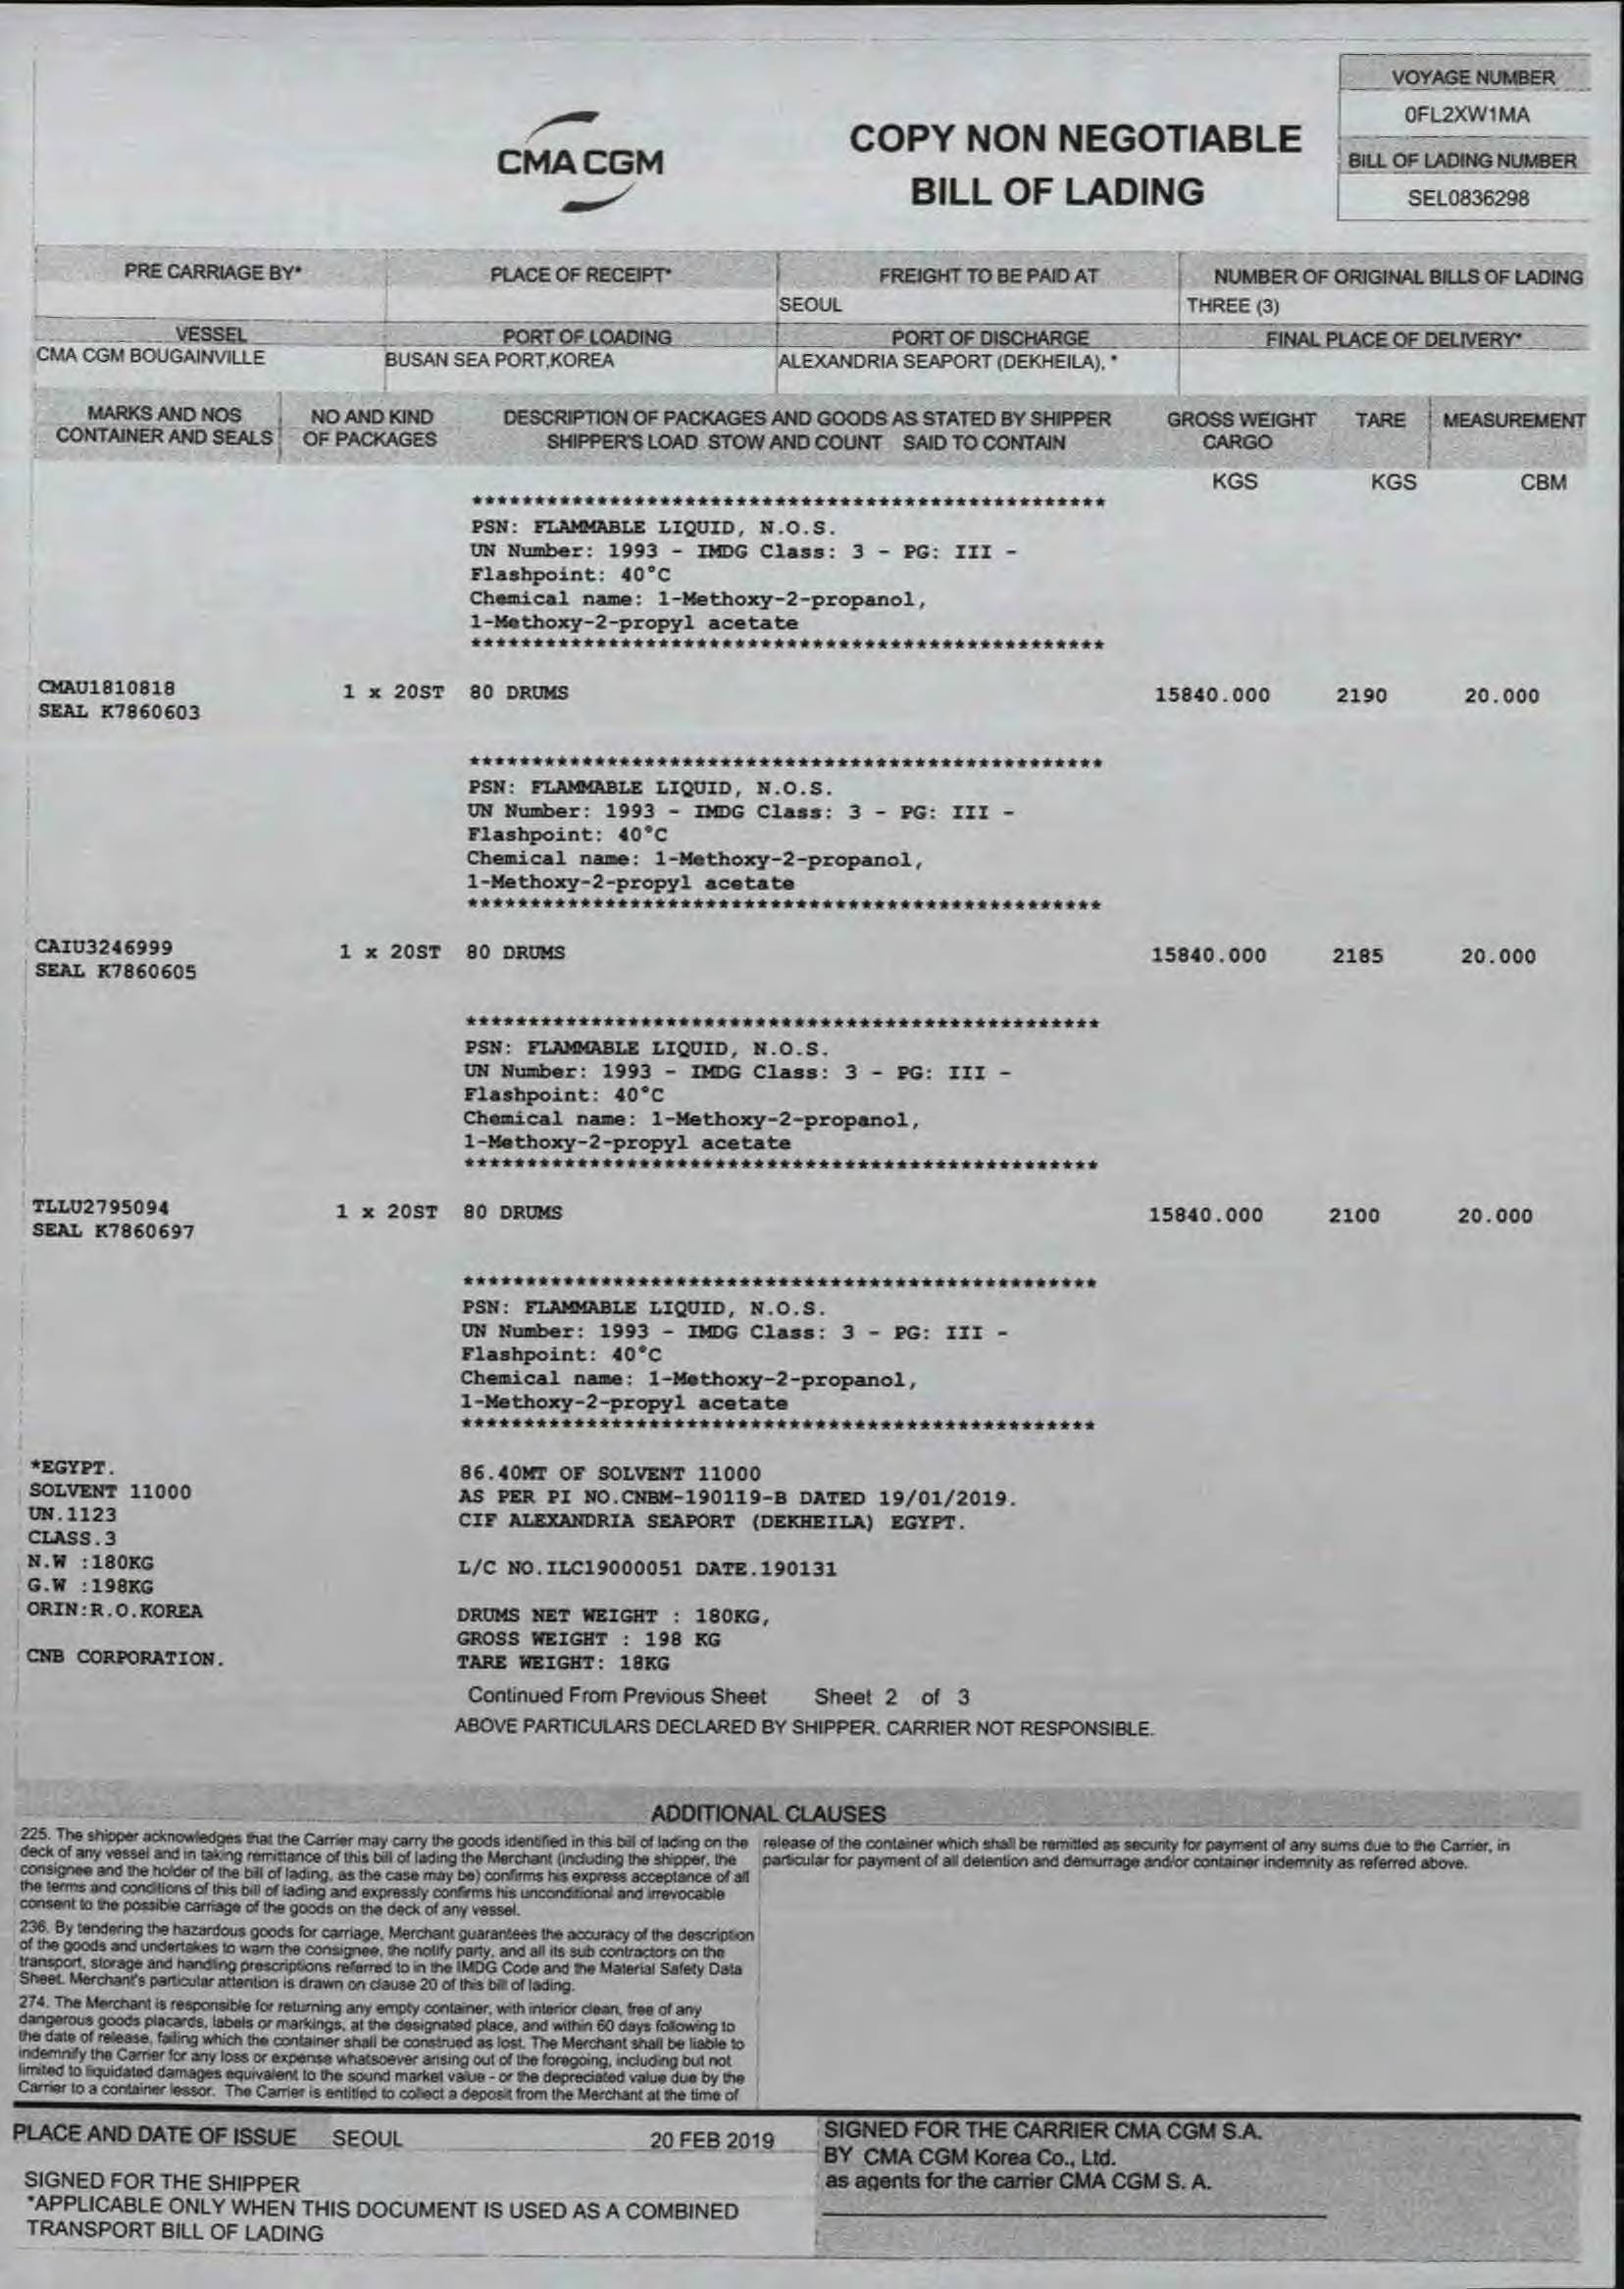 VOYAGE NUMBER
0FL2XW1MA
CMA CGM
COPY NON NEGOTIABLE
BILL OF LADING
BILL OF LADING NUMBER
SEL0836298
PRE CARRIAGE BY* PLACE OF RECEIPT* FREIGHT TO BE PAID AT NUMBER OF ORIGINAL BILLS OF LADING
SEOUL THREE (3)
VESSEL PORT OF LOADING PORT OF DISCHARGE FINAL PLACE OF DELIVERY*
CMA CGM BOUGAINVILLE BUSAN SEA PORT,KOREA ALEXANDRIA SEAPORT (DEKHEILA), *
MARKS AND NOS NO AND KIND DESCRIPTION OF PACKAGES AND GOODS AS STATED BY SHIPPER GROSS WEIGHT TARE MEASUREMENT
CONTAINER AND SEALS OF PACKAGES SHIPPER'S LOAD STOW AND COUNT SAID TO CONTAIN CARGO
KGS KGS CBM
***************************************************
PSN: FLAMMABLE LIQUID, N.O.S.
UN Number: 1993 - IMDG Class: 3 - PG: III -
Flashpoint: 40°C
Chemical name: 1-Methoxy-2-propanol,
1-Methoxy-2-propyl acetate
***************************************************
CMAU1810818 1 x 20ST 80 DRUMS 15840.000 2190 20.000
SEAL K7860603
***************************************************
PSN: FLAMMABLE LIQUID, N.O.S.
UN Number: 1993 - IMDG Class: 3 - PG: III -
Flashpoint: 40°C
Chemical name: 1-Methoxy-2-propanol,
1-Methoxy-2-propyl acetate
***************************************************
CAIU3246999 1 x 20ST 80 DRUMS 15840.000 2185 20.000
SEAL K7860605
***************************************************
PSN: FLAMMABLE LIQUID, N.O.S.
UN Number: 1993 - IMDG Class: 3 - PG: III -
Flashpoint: 40°C
Chemical name: 1-Methoxy-2-propanol,
1-Methoxy-2-propyl acetate
***************************************************
TLLU2795094 1 x 20ST 80 DRUMS 15840.000 2100 20.000
SEAL K7860697
***************************************************
PSN: FLAMMABLE LIQUID, N.O.S.
UN Number: 1993 - IMDG Class: 3 - PG: III -
Flashpoint: 40°C
Chemical name: 1-Methoxy-2-propanol,
1-Methoxy-2-propyl acetate
***************************************************
*EGYPT. 86.40MT OF SOLVENT 11000
SOLVENT 11000 AS PER PI NO.CNBM-190119-B DATED 19/01/2019.
UN.1123 CIF ALEXANDRIA SEAPORT (DEKHEILA) EGYPT.
CLASS.3
N.W :180KG L/C NO.ILC19000051 DATE.190131
G.W :198KG
ORIN:R.O.KOREA DRUMS NET WEIGHT : 180KG,
GROSS WEIGHT : 198 KG
CNB CORPORATION. TARE WEIGHT: 18KG
Continued From Previous Sheet Sheet 2 of 3
ABOVE PARTICULARS DECLARED BY SHIPPER. CARRIER NOT RESPONSIBLE.
ADDITIONAL CLAUSES
225. The shipper acknowledges that the Carrier may carry the goods identified in this bill of lading on the
deck of any vessel and in taking remittance of this bill of lading the Merchant (including the shipper, the
consignee and the holder of the bill of lading, as the case may be) confirms his express acceptance of all
the terms and conditions of this bill of lading and expressly confirms his unconditional and irrevocable
consent to the possible carriage of the goods on the deck of any vessel.
236. By tendering the hazardous goods for carriage, Merchant guarantees the accuracy of the description
of the goods and undertakes to warn the consignee, the notify party, and all its sub contractors on the
transport, storage and handling prescriptions referred to in the IMDG Code and the Material Safety Data
Sheet. Merchant's particular attention is drawn on clause 20 of this bill of lading.
274. The Merchant is responsible for returning any empty container, with interior clean, free of any
dangerous goods placards, labels or markings, at the designated place, and within 60 days following to
the date of release, failing which the container shall be construed as lost. The Merchant shall be liable to
indemnify the Carrier for any loss or expense whatsoever arising out of the foregoing, including but not
limited to liquidated damages equivalent to the sound market value - or the depreciated value due by the
Carrier to a container lessor. The Carrier is entitled to collect a deposit from the Merchant at the time of
release of the container which shall be remitted as security for payment of any sums due to the Carrier, in
particular for payment of all detention and demurrage and/or container indemnity as referred above.
PLACE AND DATE OF ISSUE SEOUL 20 FEB 2019
SIGNED FOR THE CARRIER CMA CGM S.A.
BY CMA CGM Korea Co., Ltd.
as agents for the carrier CMA CGM S. A.
SIGNED FOR THE SHIPPER
*APPLICABLE ONLY WHEN THIS DOCUMENT IS USED AS A COMBINED
TRANSPORT BILL OF LADING